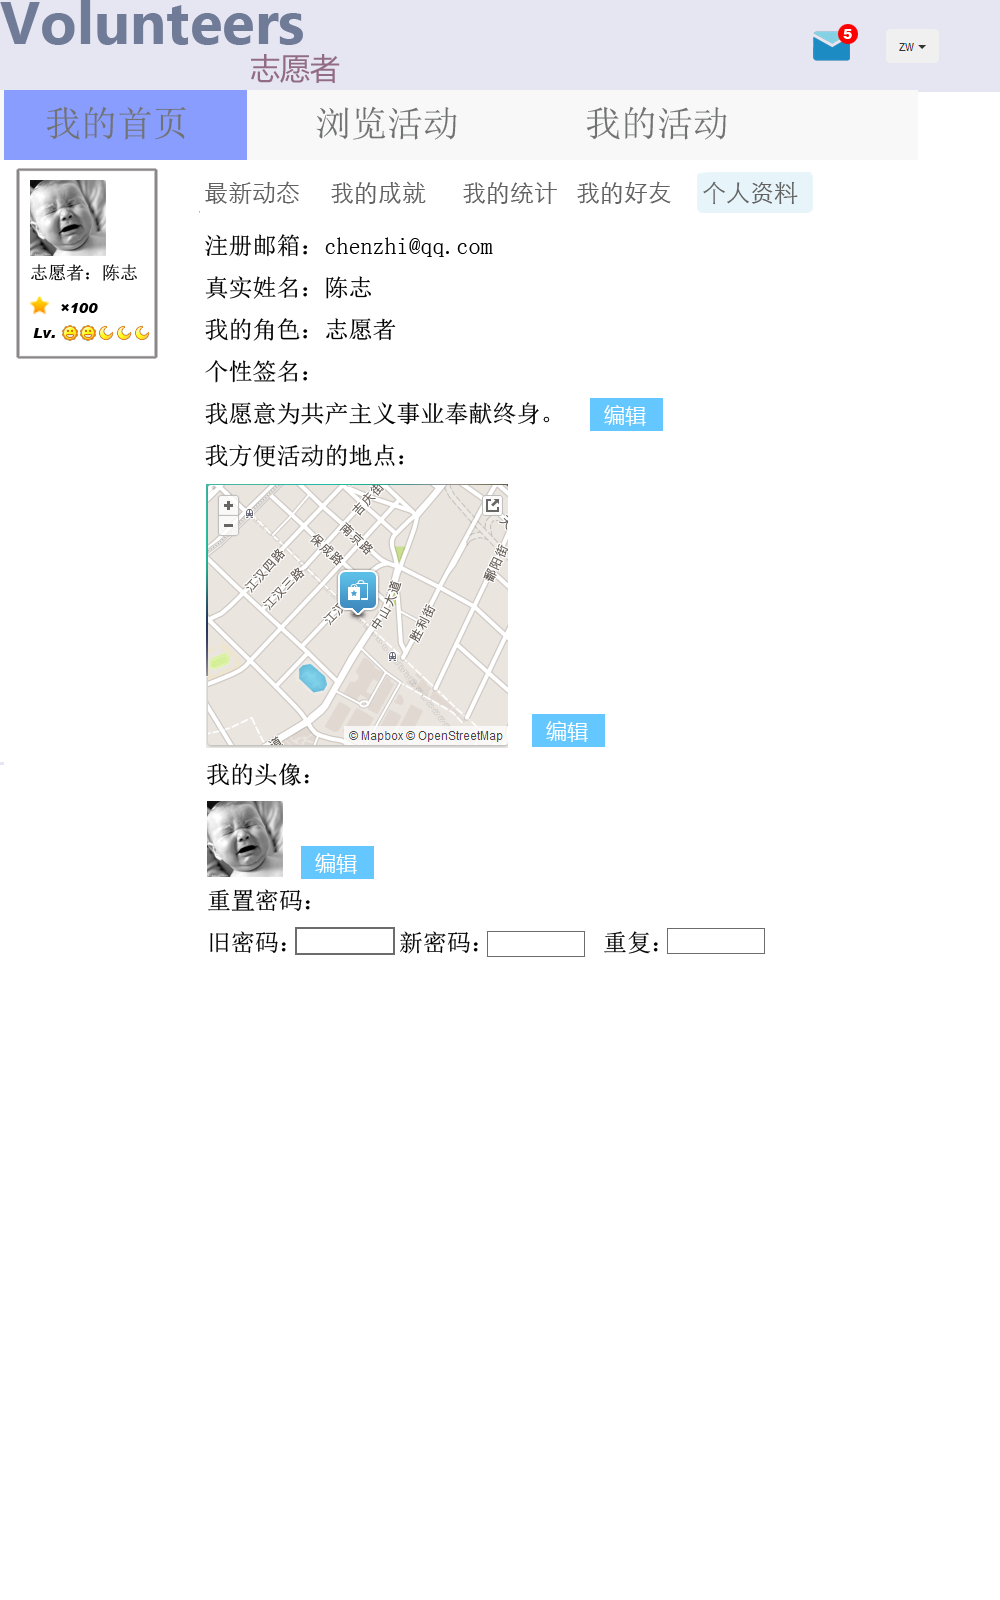 Volunteers
志愿者
5
ZW
我的首页 浏览活动 我的活动
志愿者：陈志
×100
Lv.
最新动态 我的成就 我的统计 我的好友 个人资料
注册邮箱：chenzhi@qq.com
真实姓名：陈志
我的角色：志愿者
个性签名：
我愿意为共产主义事业奉献终身。 编辑
我方便活动的地点：
吉庆街
南京路
保成路
江汉四路
江汉三路
江汉
中山大道
胜利街
鄱阳街
道
© Mapbox © OpenStreetMap
编辑
我的头像：
编辑
重置密码：
旧密码： 新密码： 重复：